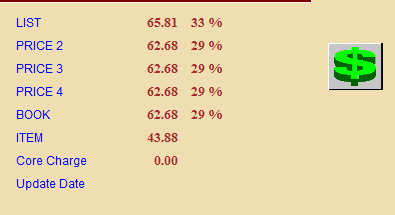 LIST 65.81 33 %
PRICE 2 62.68 29 %
PRICE 3 62.68 29 %
PRICE 4 62.68 29 %
BOOK 62.68 29 %
ITEM 43.88
Core Charge 0.00
Update Date
$